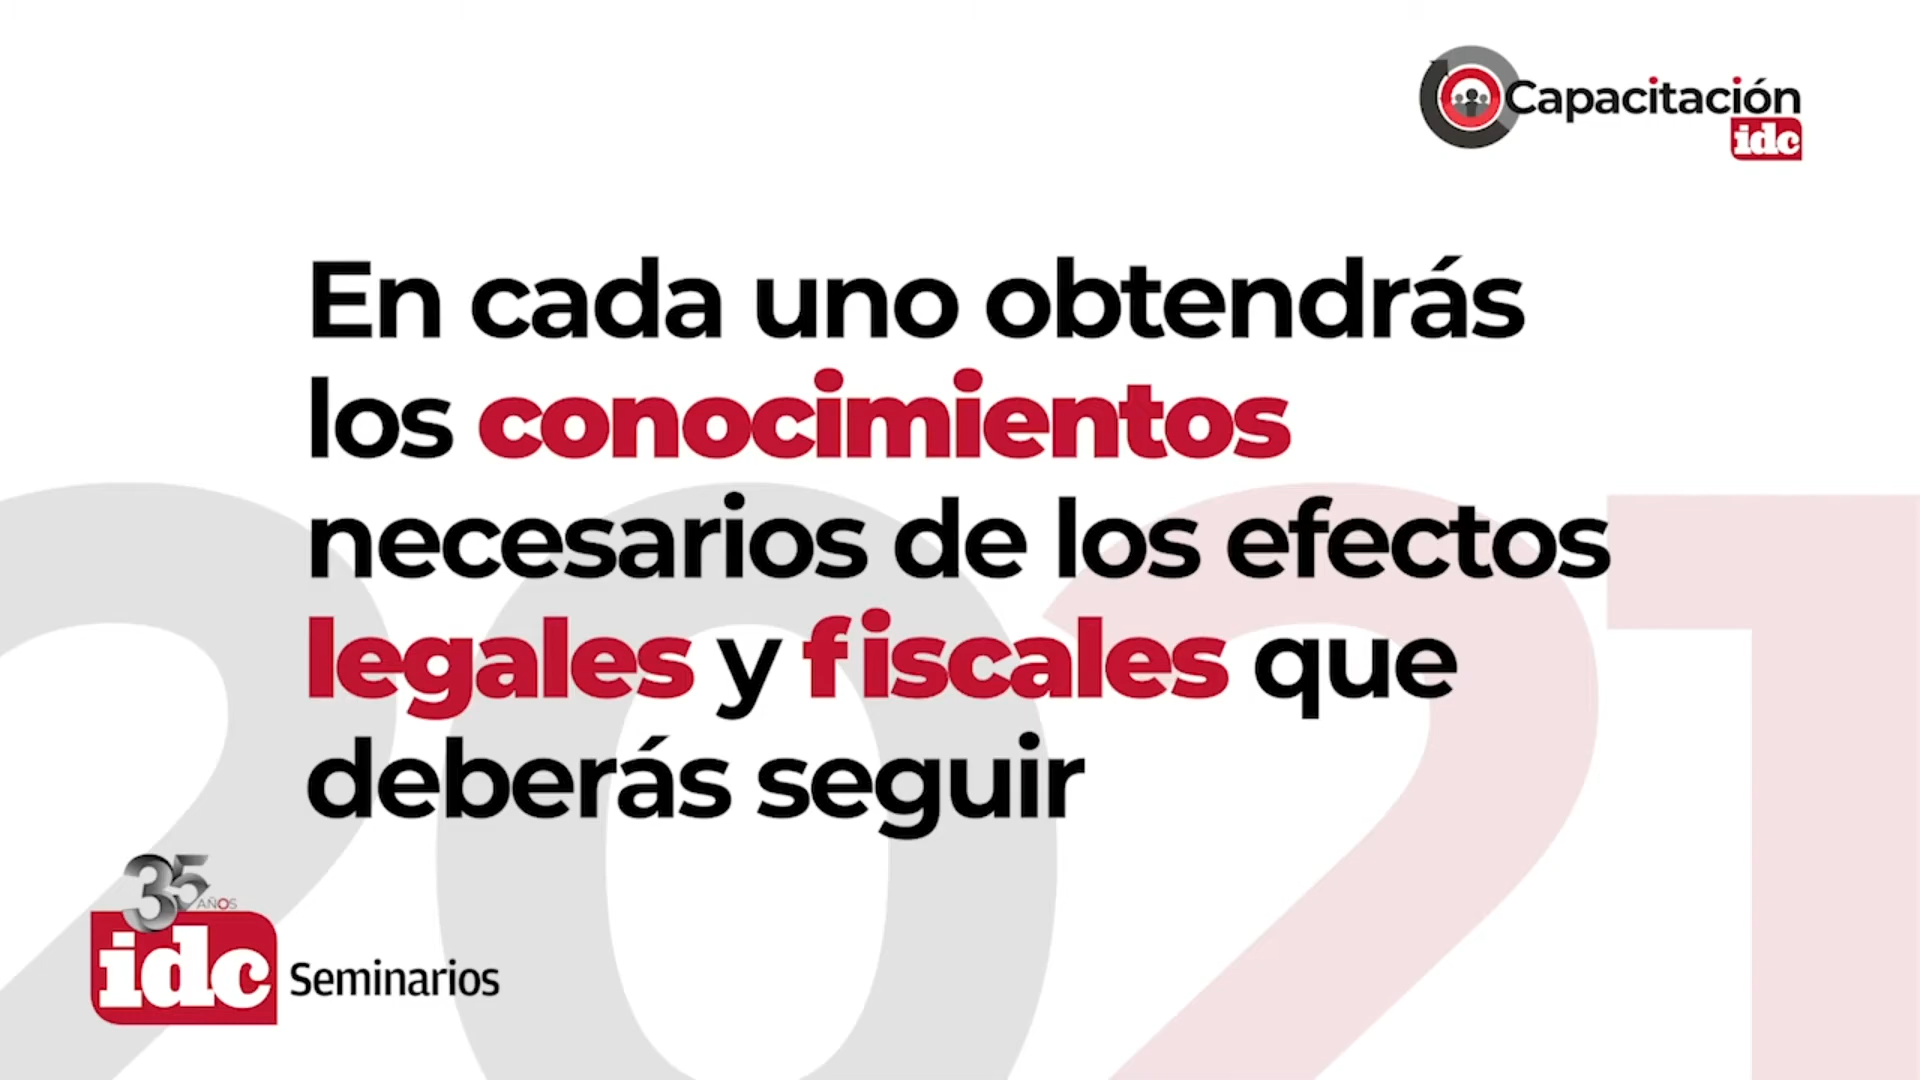 Capacitación
idc
En cada uno obtendrás
los conocimientos
necesarios de los efectos
legales y fiscales que
deberás seguir
2021
35
AÑOS
idc Seminarios